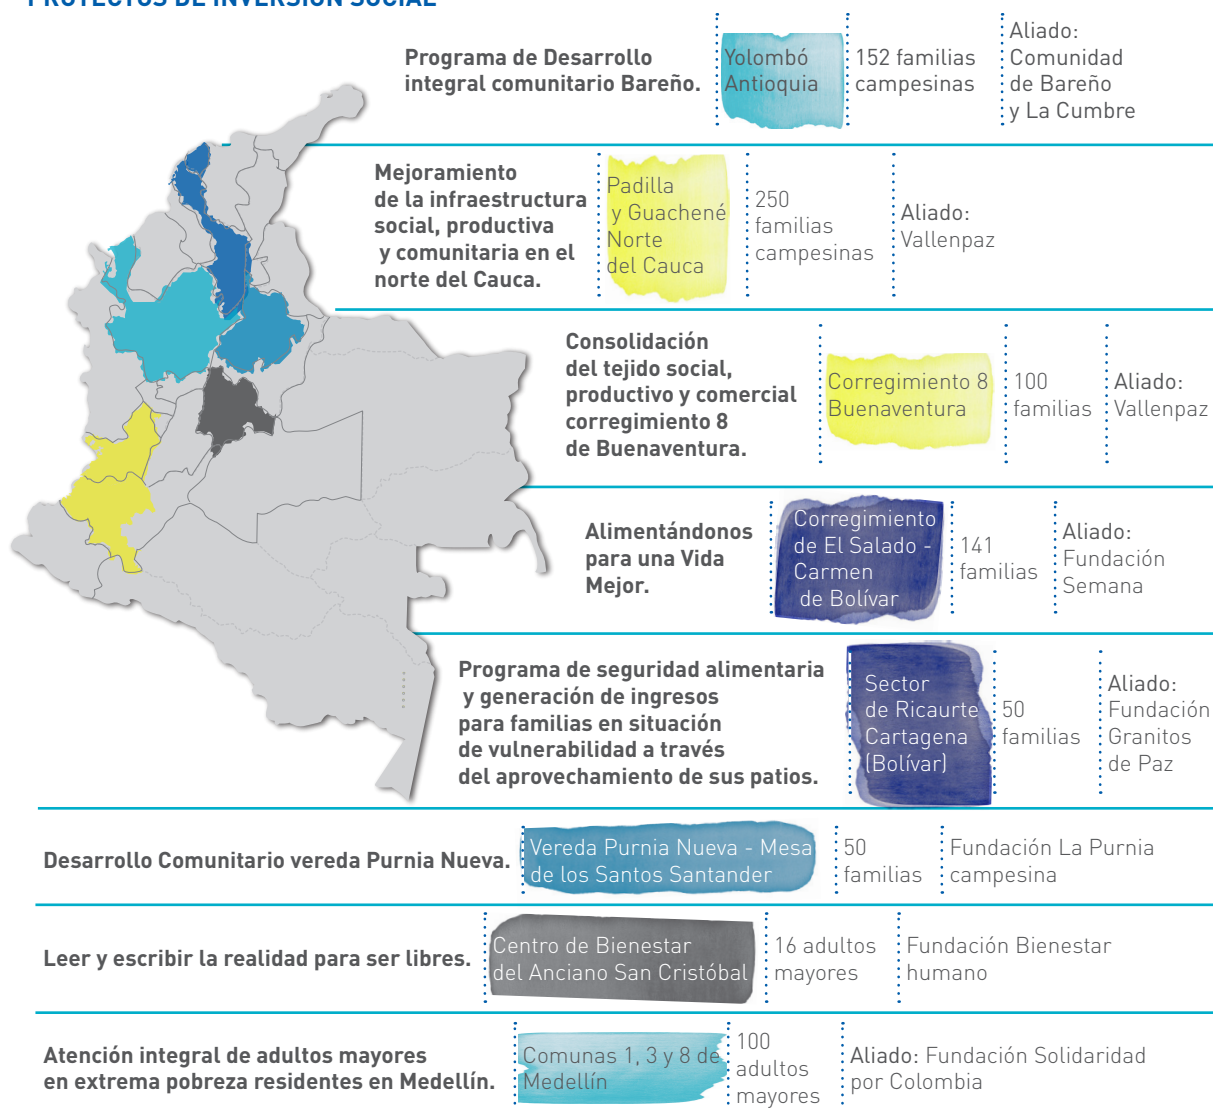 PROYECTOS DE INVERSIÓN SOCIAL
Programa de Desarrollo
integral comunitario Bareño.
Yolombó
Antioquia
152 familias
campesinas
Aliado:
Comunidad
de Bareño
y La Cumbre
Mejoramiento
de la infraestructura
social, productiva
y comunitaria en el
norte del Cauca.
Padilla
y Guachené
Norte
del Cauca
250
familias
campesinas
Aliado:
Vallenpaz
Consolidación
del tejido social,
productivo y comercial
corregimiento 8
de Buenaventura.
Corregimiento 8
Buenaventura
100
familias
Aliado:
Vallenpaz
Alimentándonos
para una Vida
Mejor.
Corregimiento
de El Salado -
Carmen
de Bolívar
141
familias
Aliado:
Fundación
Semana
Programa de seguridad alimentaria
y generación de ingresos
para familias en situación
de vulnerabilidad a través
del aprovechamiento de sus patios.
Sector
de Ricaurte
Cartagena
(Bolívar)
50
familias
Aliado:
Fundación
Granitos
de Paz
Desarrollo Comunitario vereda Purnia Nueva.
Vereda Purnia Nueva - Mesa
de los Santos Santander
50
familias
Fundación La Purnia
campesina
Leer y escribir la realidad para ser libres.
Centro de Bienestar
del Anciano San Cristóbal
16 adultos
mayores
Fundación Bienestar
humano
Atención integral de adultos mayores
en extrema pobreza residentes en Medellín.
Comunas 1, 3 y 8 de
Medellín
100
adultos
mayores
Aliado: Fundación Solidaridad
por Colombia